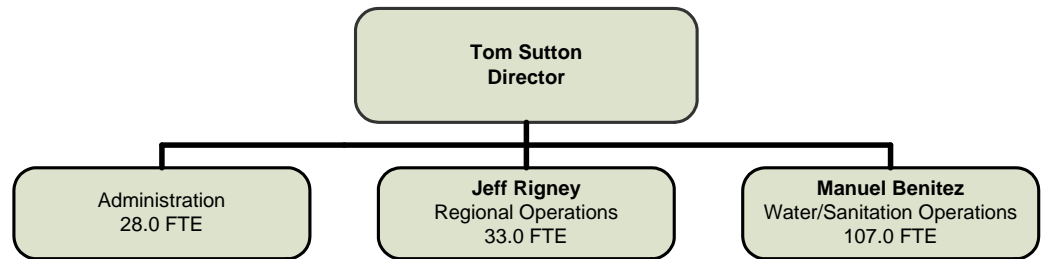 Tom Sutton
Director
Administration
28.0 FTE
Jeff Rigney
Regional Operations
33.0 FTE
Manuel Benitez
Water/Sanitation Operations
107.0 FTE